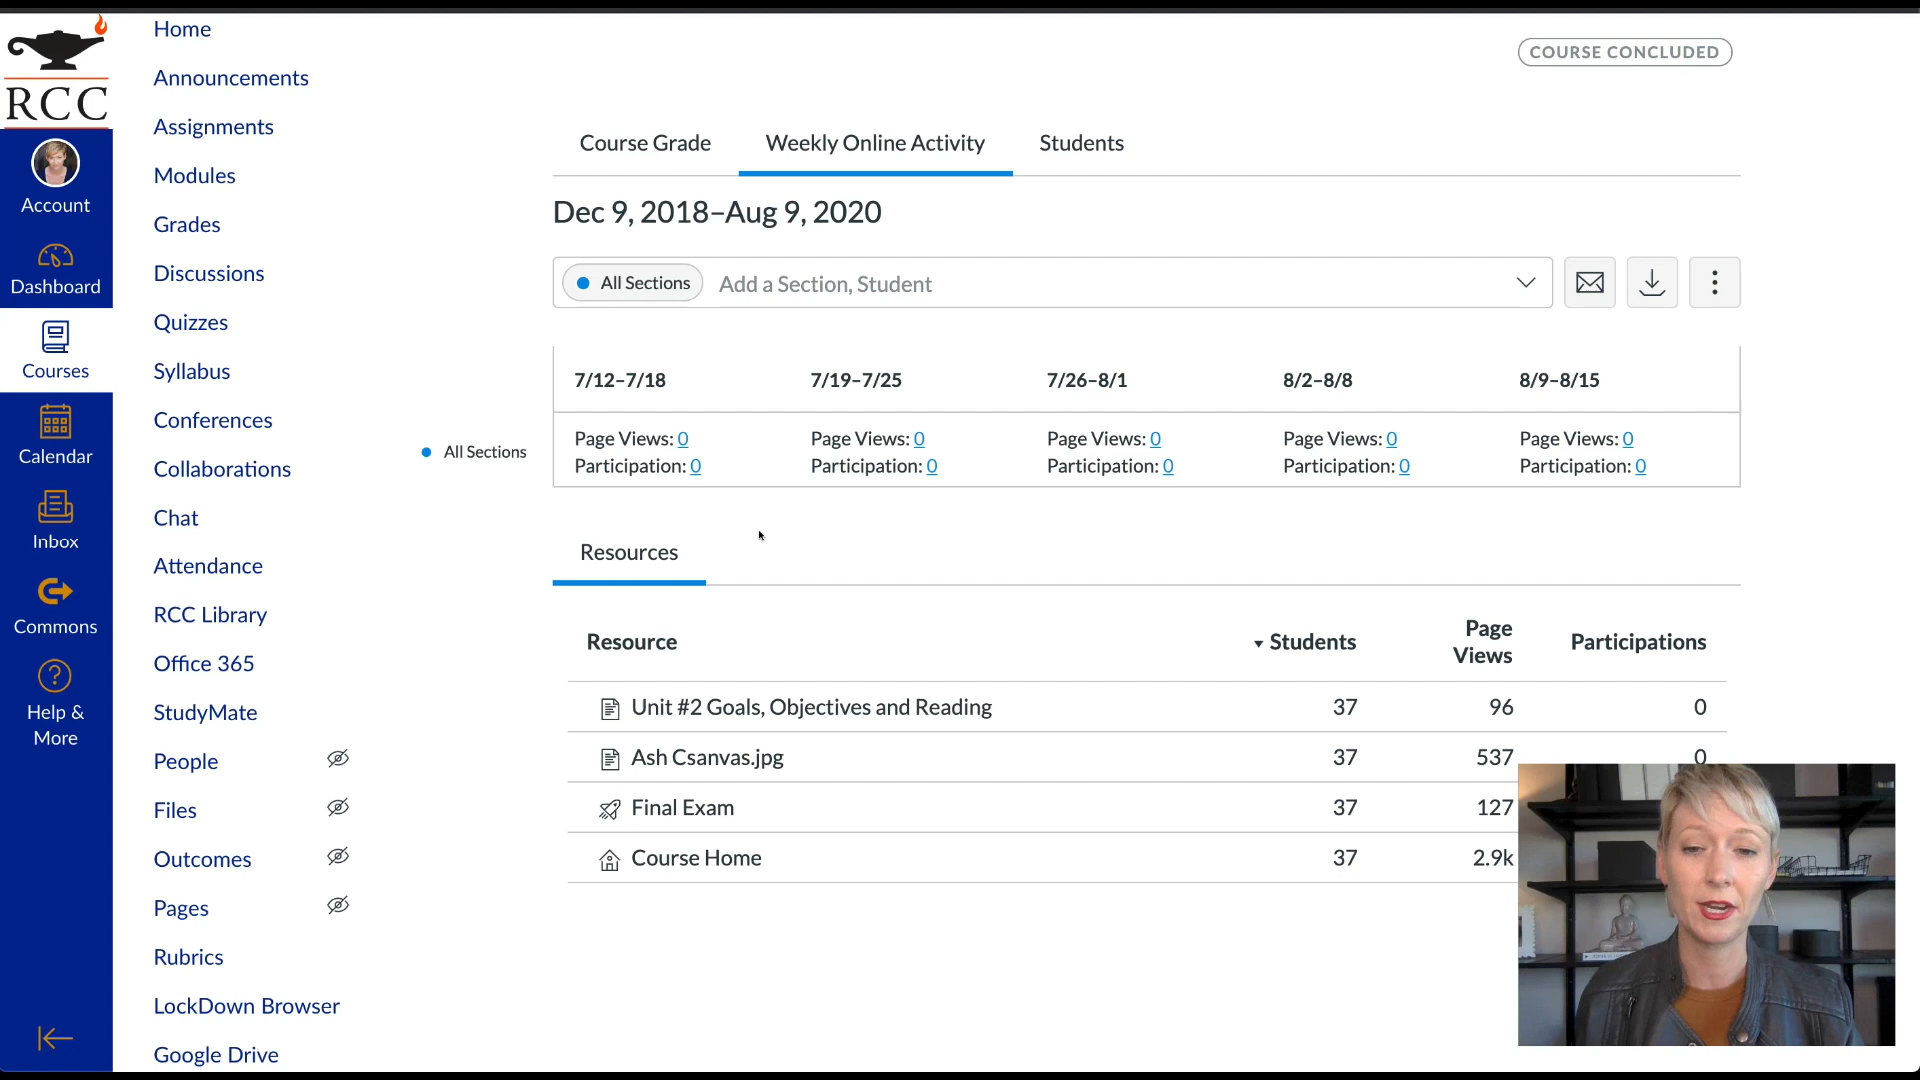 RCC
Account
Dashboard
Courses
Calendar
Inbox
Commons
Help &
More
Home
Announcements
Assignments
Modules
Grades
Discussions
Quizzes
Syllabus
Conferences
Collaborations
Chat
Attendance
RCC Library
Office 365
StudyMate
People
Files
Outcomes
Pages
Rubrics
LockDown Browser
Google Drive
COURSE CONCLUDED
Course Grade Weekly Online Activity Students
Dec 9, 2018–Aug 9, 2020
All Sections Add a Section, Student
7/12–7/18 7/19–7/25 7/26–8/1 8/2–8/8 8/9–8/15
All Sections
Page Views: 0 Page Views: 0 Page Views: 0 Page Views: 0 Page Views: 0
Participation: 0 Participation: 0 Participation: 0 Participation: 0 Participation: 0
Resources
Resource Students Page Views Participations
Unit #2 Goals, Objectives and Reading 37 96 0
Ash Csanvas.jpg 37 537 0
Final Exam 37 127
Course Home 37 2.9k